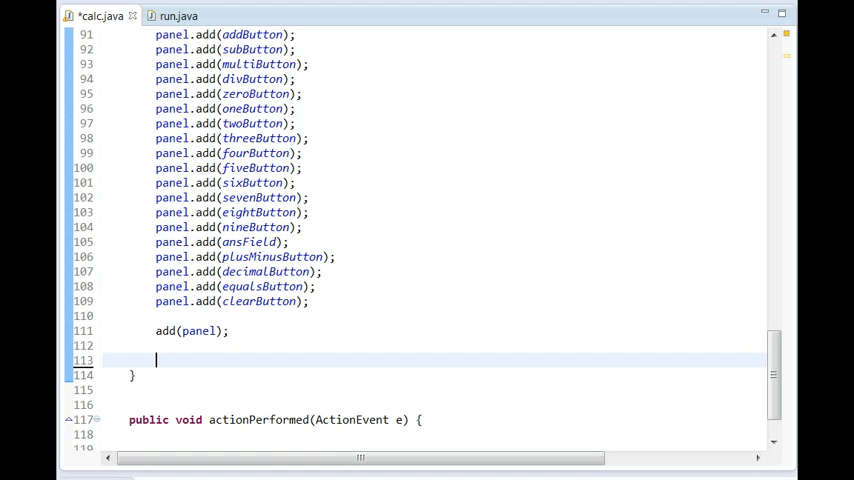 *calc.java
run.java
91 panel.add(addButton);
92 panel.add(subButton);
93 panel.add(multiButton);
94 panel.add(divButton);
95 panel.add(zeroButton);
96 panel.add(oneButton);
97 panel.add(twoButton);
98 panel.add(threeButton);
99 panel.add(fourButton);
100 panel.add(fiveButton);
101 panel.add(sixButton);
102 panel.add(sevenButton);
103 panel.add(eightButton);
104 panel.add(nineButton);
105 panel.add(ansField);
106 panel.add(plusMinusButton);
107 panel.add(decimalButton);
108 panel.add(equalsButton);
109 panel.add(clearButton);
110
111 add(panel);
112
113
114 }
115
116
117 public void actionPerformed(ActionEvent e) {
118
119